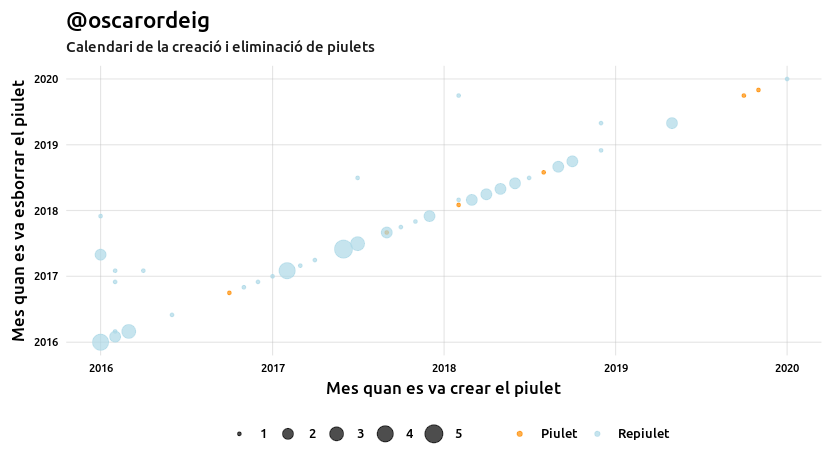 @oscarordeig
Calendari de la creació i eliminació de piulets
Mes quan es va esborrar el piulet
2020
2019
2018
2017
2016
2016 2017 2018 2019 2020
Mes quan es va crear el piulet
1 2 3 4 5 Piulet Repiulet